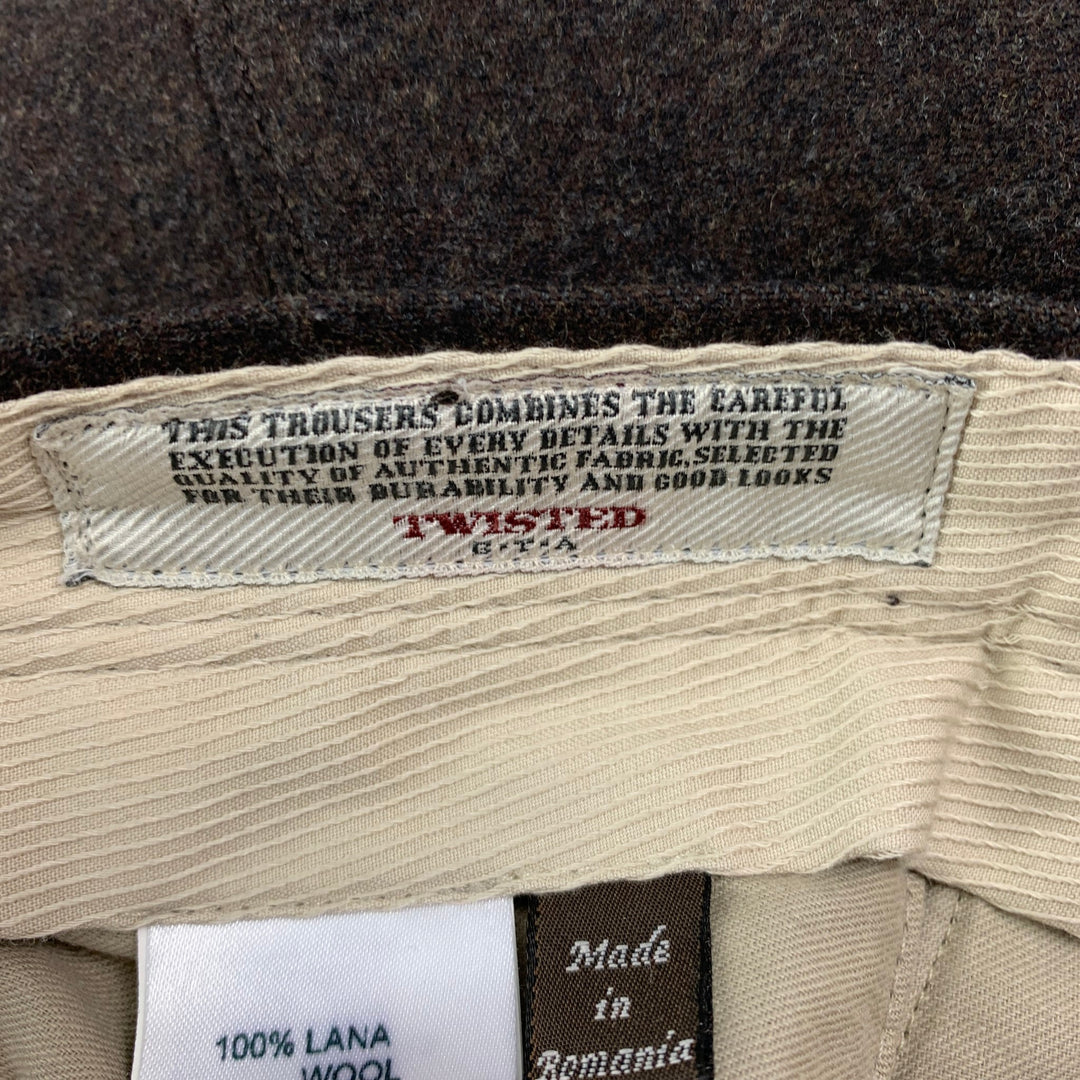 THIS TROUSERS COMBINES THE CAREFUL
EXECUTION OF EVERY DETAILS WITH THE
QUALITY OF AUTHENTIC FABRIC, SELECTED
FOR THEIR DURABILITY AND GOOD LOOKS
TWISTED
G·T·A
100% LANA
WOOL
Made
in
Romania